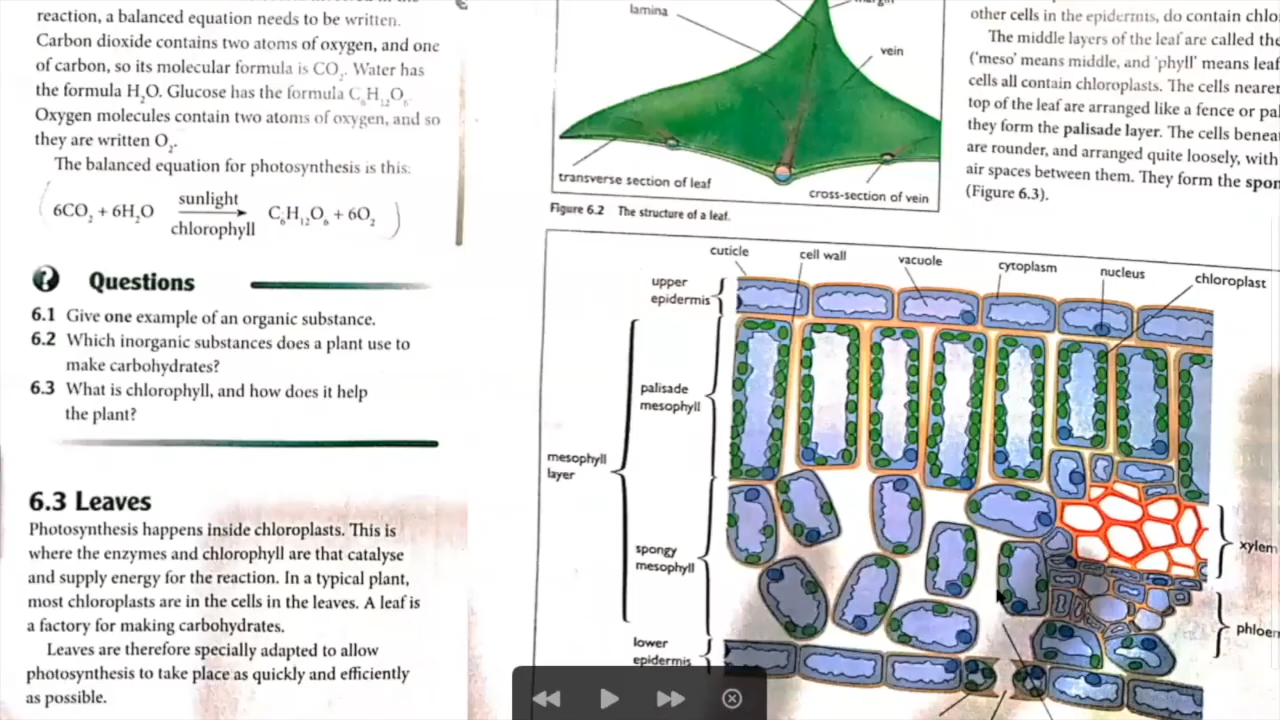 reaction, a balanced equation needs to be written.
Carbon dioxide contains two atoms of oxygen, and one
of carbon, so its molecular formula is CO₂. Water has
the formula H₂O. Glucose has the formula C₆H₁₂O₆.
Oxygen molecules contain two atoms of oxygen, and so
they are written O₂.
The balanced equation for photosynthesis is this:
sunlight
6CO₂ + 6H₂O → C₆H₁₂O₆ + 6O₂
chlorophyll
? Questions
6.1 Give one example of an organic substance.
6.2 Which inorganic substances does a plant use to
make carbohydrates?
6.3 What is chlorophyll, and how does it help
the plant?
6.3 Leaves
Photosynthesis happens inside chloroplasts. This is
where the enzymes and chlorophyll are that catalyse
and supply energy for the reaction. In a typical plant,
most chloroplasts are in the cells in the leaves. A leaf is
a factory for making carbohydrates.
Leaves are therefore specially adapted to allow
photosynthesis to take place as quickly and efficiently
as possible.
lamina
vein
transverse section of leaf
cross-section of vein
Figure 6.2 The structure of a leaf.
other cells in the epidermis, do contain chlo
The middle layers of the leaf are called the
('meso' means middle, and 'phyll' means leaf
cells all contain chloroplasts. The cells nearer
top of the leaf are arranged like a fence or pa
they form the palisade layer. The cells benea
are rounder, and arranged quite loosely, with
air spaces between them. They form the spon
(Figure 6.3).
cuticle
cell wall
vacuole
cytoplasm
nucleus
chloroplast
upper
epidermis
palisade
mesophyll
mesophyll
layer
spongy
mesophyll
lower
epidermis
xylem
phloem